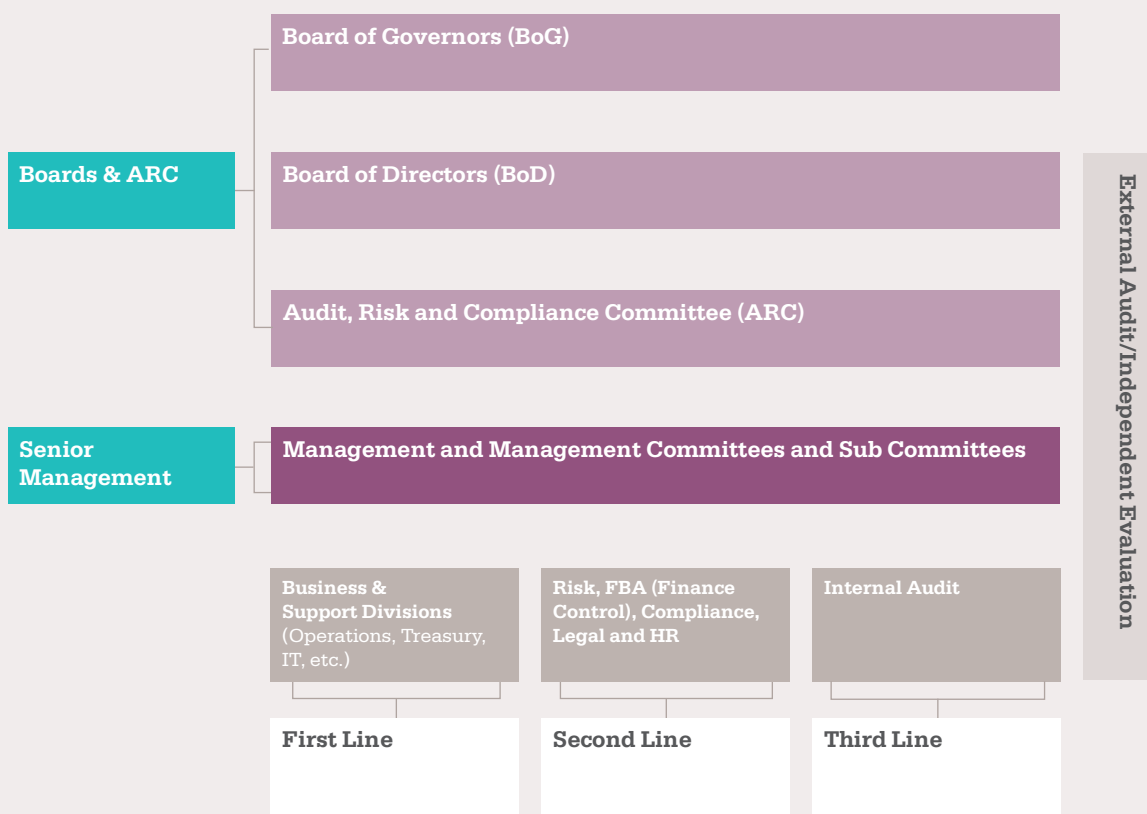 Board of Governors (BoG)
Boards & ARC
Board of Directors (BoD)
Audit, Risk and Compliance Committee (ARC)
Senior
Management
Management and Management Committees and Sub Committees
External Audit/Independent Evaluation
Business &
Support Divisions
(Operations, Treasury,
IT, etc.)
Risk, FBA (Finance
Control), Compliance,
Legal and HR
Internal Audit
First Line
Second Line
Third Line